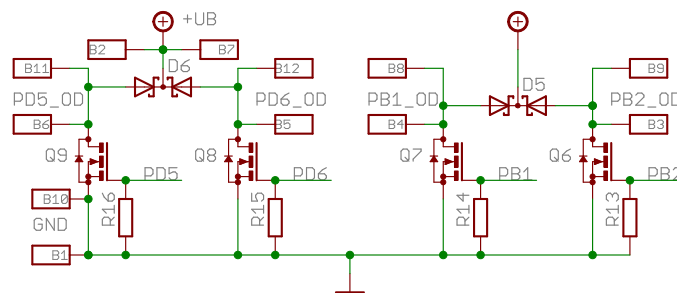 +UB
B2 B7
D6
B11 B12 B8 B9
D5
PD5_OD PD6_OD PB1_OD PB2_OD
B6 B5 B4 B3
Q9 Q8 Q7 Q6
PD5 PD6 PB1 PB2
B10 R16 R15 R14 R13
GND
B1